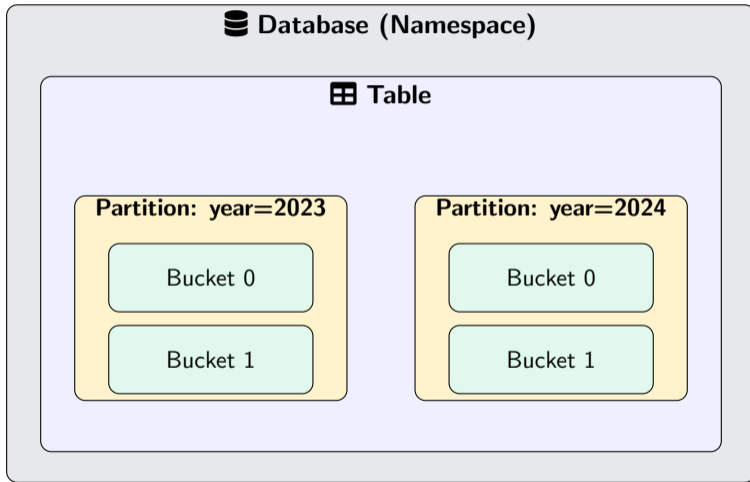 Database (Namespace)
Table
Partition: year=2023
Bucket 0
Bucket 1
Partition: year=2024
Bucket 0
Bucket 1